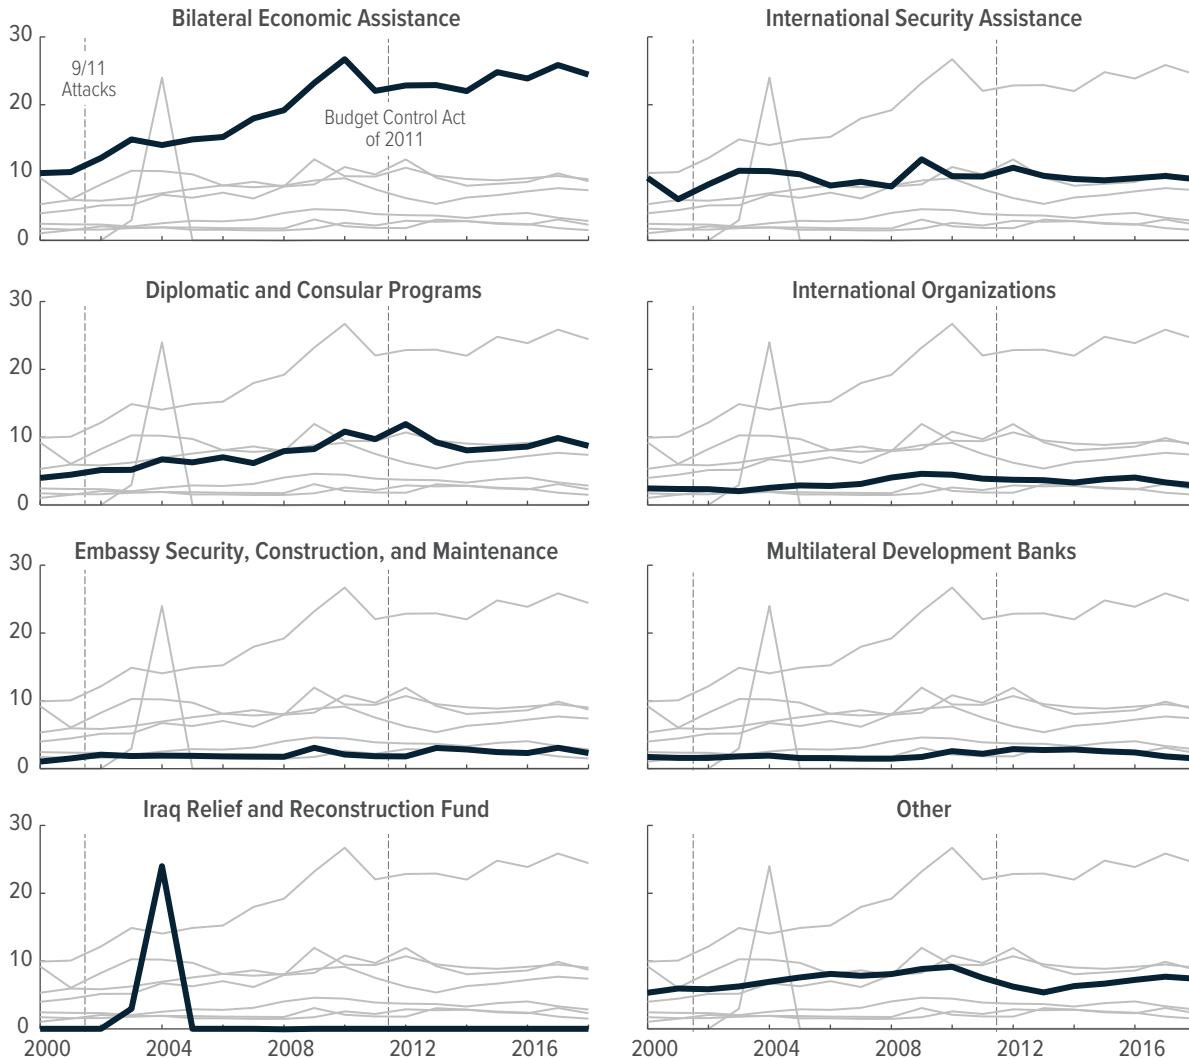 Bilateral Economic Assistance
International Security Assistance
30
20
10
0
9/11
Attacks
Budget Control Act
of 2011
Diplomatic and Consular Programs
International Organizations
30
20
10
0
Embassy Security, Construction, and Maintenance
Multilateral Development Banks
30
20
10
0
Iraq Relief and Reconstruction Fund
Other
30
20
10
0
2000 2004 2008 2012 2016
2000 2004 2008 2012 2016